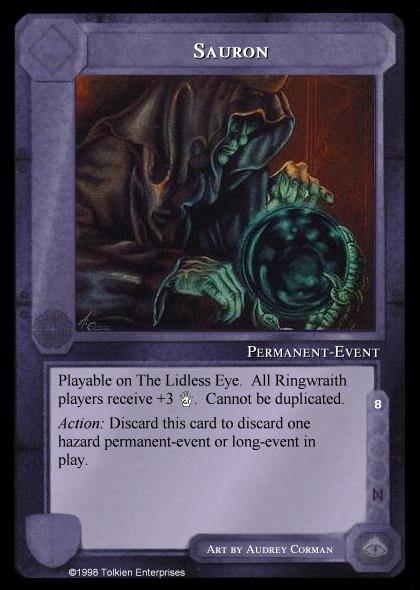 SAURON
PERMANENT-EVENT
Playable on The Lidless Eye. All Ringwraith
players receive +3 . Cannot be duplicated.
Action: Discard this card to discard one
hazard permanent-event or long-event in
play.
8
ART BY AUDREY CORMAN
©1998 Tolkien Enterprises